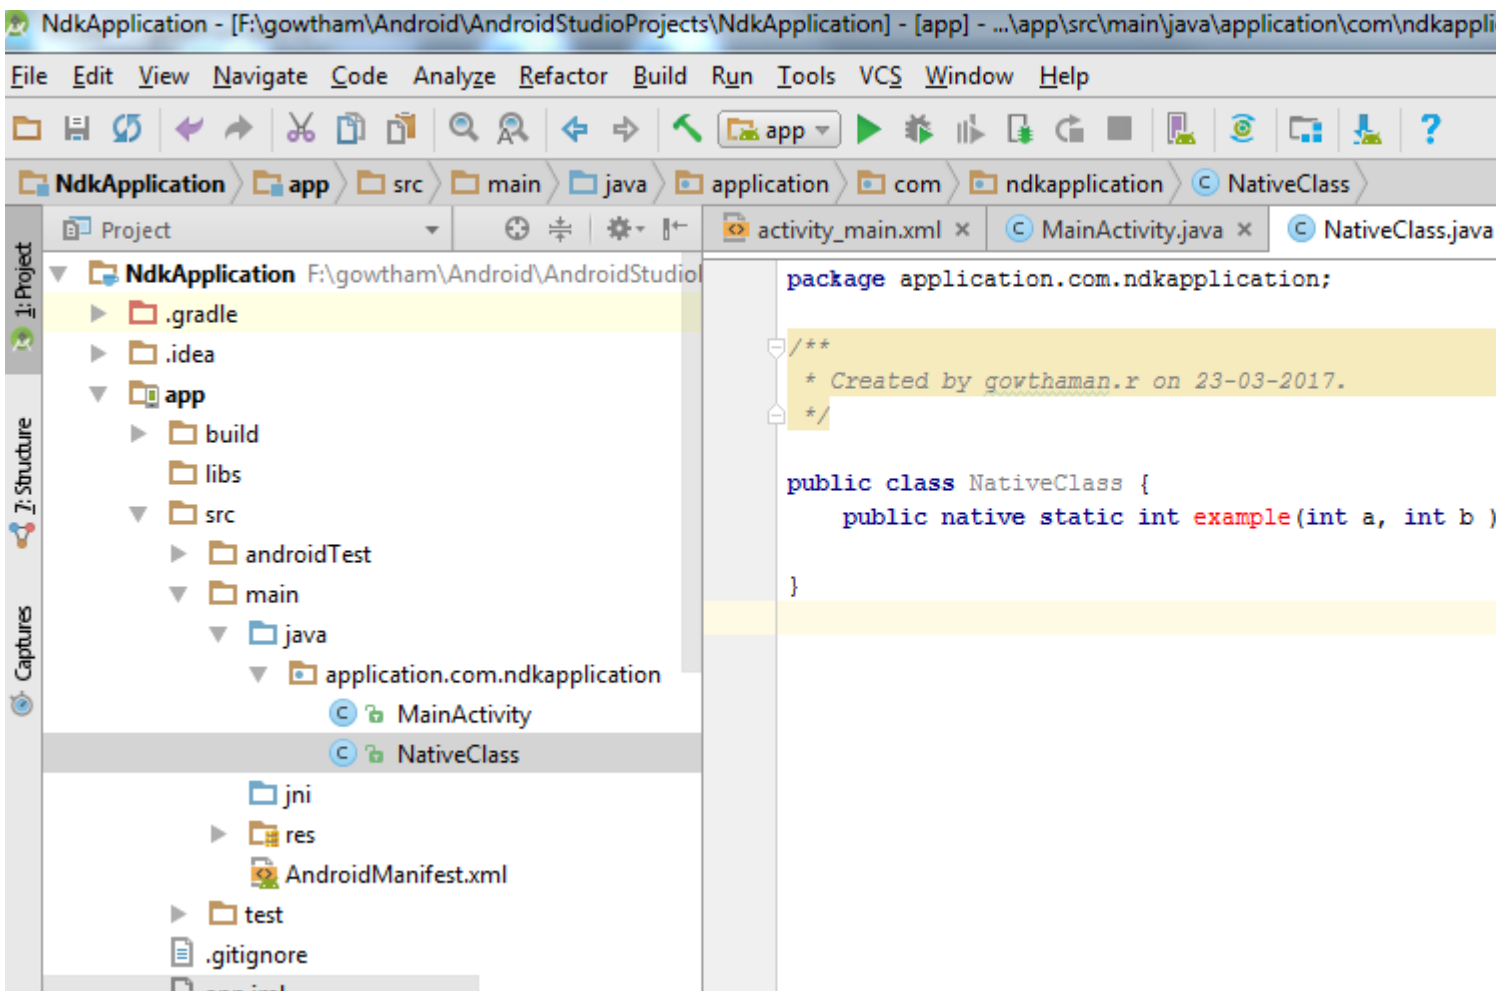 NdkApplication - [F:\gowtham\Android\AndroidStudioProjects\NdkApplication] - [app] - ...\app\src\main\java\application\com\ndkappli
File Edit View Navigate Code Analyze Refactor Build Run Tools VCS Window Help
app
NdkApplication app src main java application com ndkapplication NativeClass
Project
activity_main.xml MainActivity.java NativeClass.java
1: Project
7: Structure
Captures
NdkApplication F:\gowtham\Android\AndroidStudio
.gradle
.idea
app
build
libs
src
androidTest
main
java
application.com.ndkapplication
MainActivity
NativeClass
jni
res
AndroidManifest.xml
test
.gitignore
package application.com.ndkapplication;
/**
* Created by gowthaman.r on 23-03-2017.
*/
public class NativeClass {
public native static int example(int a, int b )
}